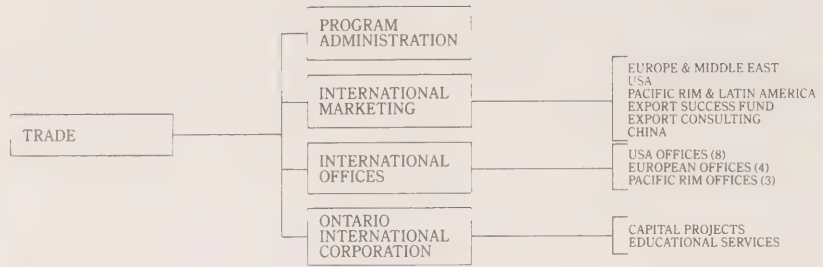 TRADE
PROGRAM
ADMINISTRATION
INTERNATIONAL
MARKETING
EUROPE & MIDDLE EAST
USA
PACIFIC RIM & LATIN AMERICA
EXPORT SUCCESS FUND
EXPORT CONSULTING
CHINA
INTERNATIONAL
OFFICES
USA OFFICES (8)
EUROPEAN OFFICES (4)
PACIFIC RIM OFFICES (3)
ONTARIO
INTERNATIONAL
CORPORATION
CAPITAL PROJECTS
EDUCATIONAL SERVICES